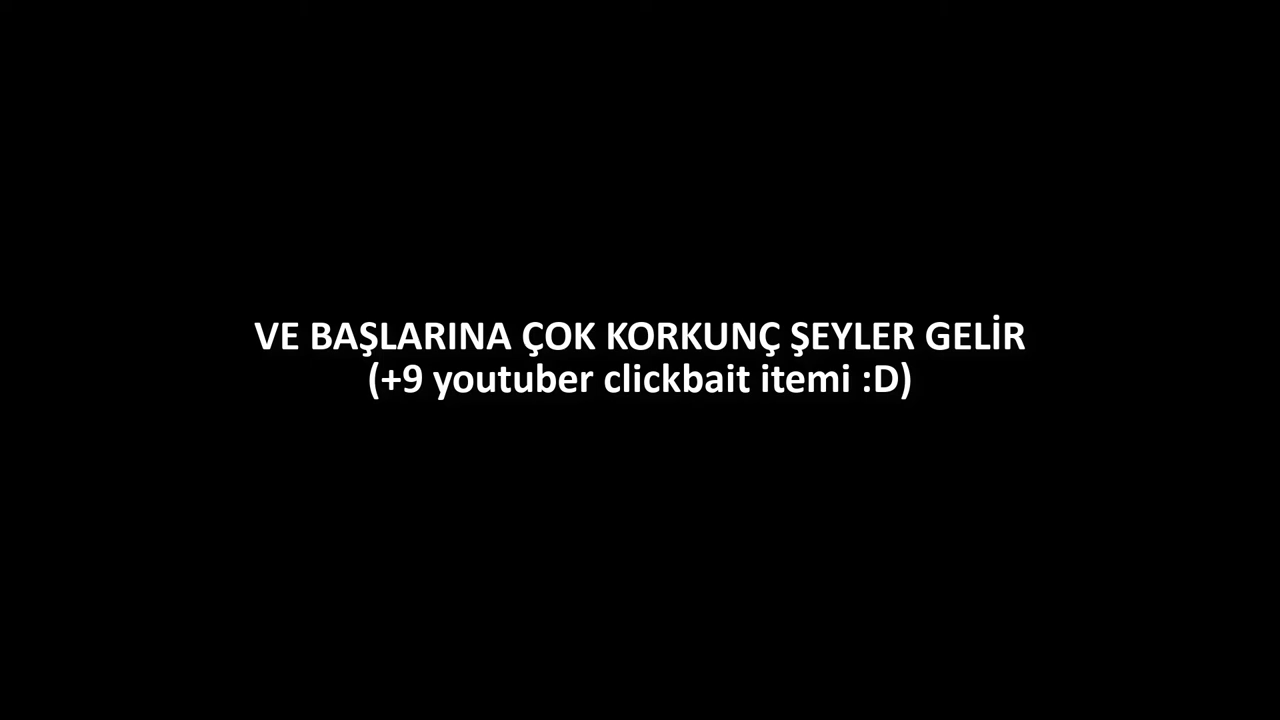 VE BAŞLARINA ÇOK KORKUNÇ ŞEYLER GELİR
(+9 youtuber clickbait itemi :D)